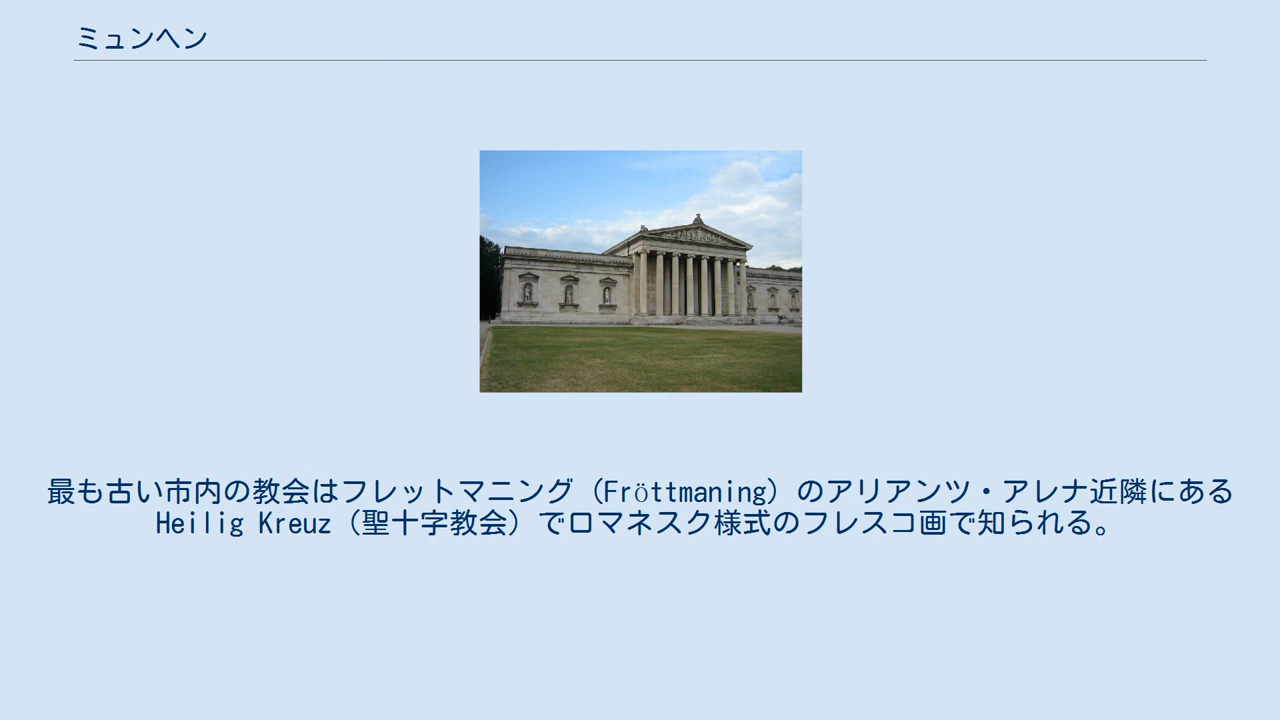 ミュンヘン
最も古い市内の教会はフレットマニング（Fröttmaning）のアリアンツ・アレナ近隣にある
Heilig Kreuz（聖十字教会）でロマネスク様式のフレスコ画で知られる。